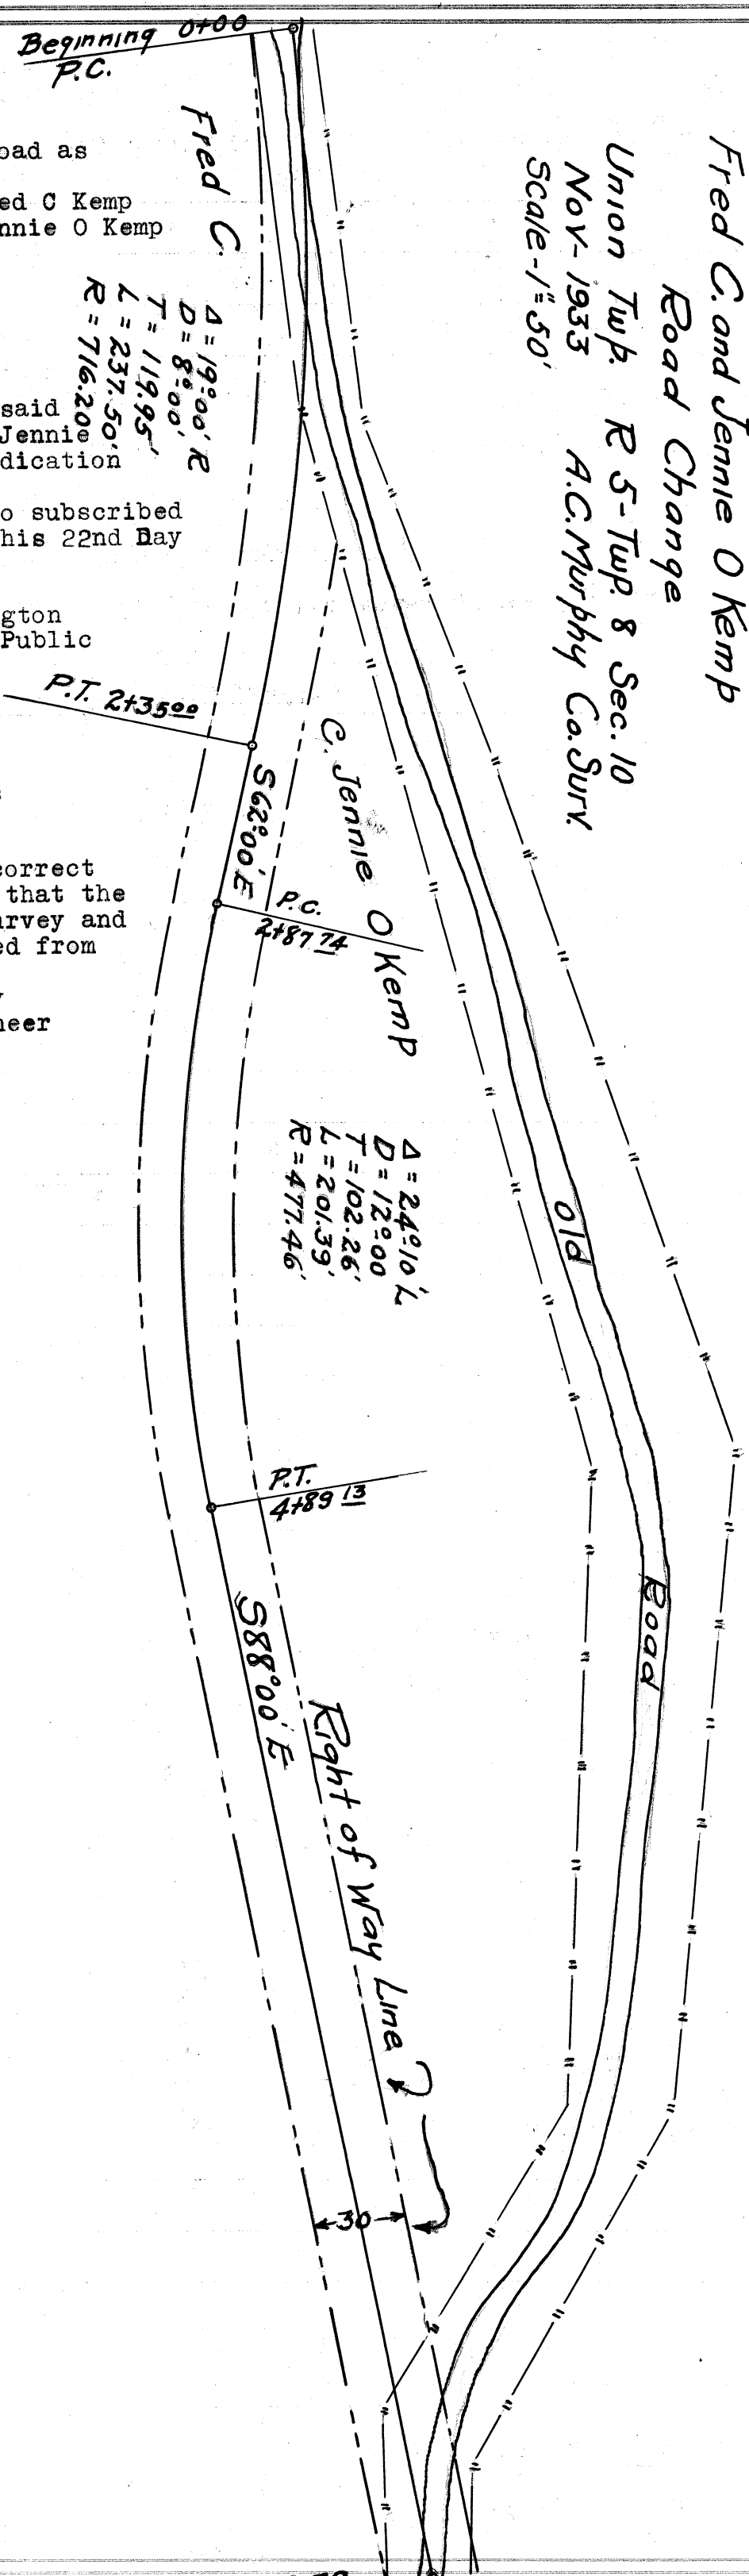 Fred C. and Jennie O Kemp
Road Change
Union Twp. R 5- Twp. 8 Sec. 10
Nov- 1933 A.C. Murphy Co. Surv.
Scale-1"=50'
Beginning 0+00
P.C.
oad as
ed C Kemp
nnie O Kemp
said
Jennie
dication
o subscribed
his 22nd Day
gton
Public
correct
that the
urvey and
ed from
neer
Fred C.
Δ = 19°00' R
D = 8°00'
T = 119.95'
L = 237.50'
R = 716.20'
P.T. 2+35 00
S62°00' E
P.C.
2+87 74
C. Jennie O Kemp
Δ = 24°10' L
D = 12°00
T = 102.26'
L = 201.39'
R = 477.46'
Old Road
P.T.
4+89 13
S88°00' E
Right of Way Line
30